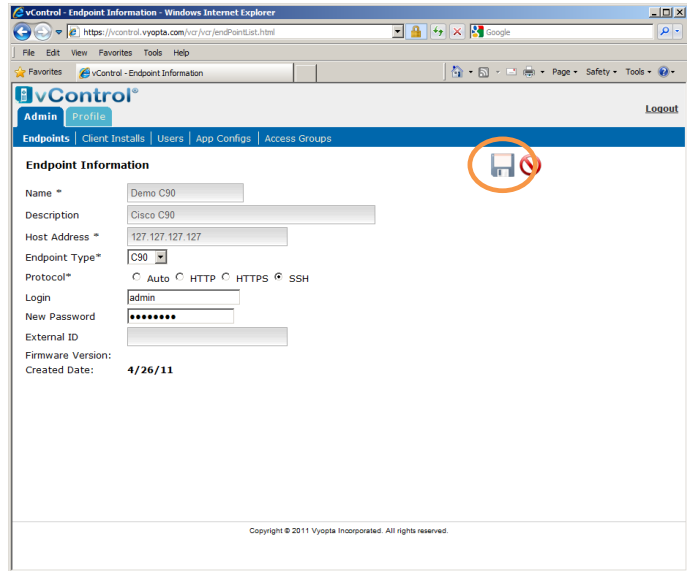 vControl - Endpoint Information - Windows Internet Explorer
https://vcontrol.vyopta.com/vcr/vcr/endPointList.html
Google
File Edit View Favorites Tools Help
Favorites vControl - Endpoint Information Page Safety Tools
vControl®
Logout
Admin Profile
Endpoints | Client Installs | Users | App Configs | Access Groups
Endpoint Information
Name * Demo C90
Description Cisco C90
Host Address * 127.127.127.127
Endpoint Type* C90
Protocol* Auto HTTP HTTPS SSH
Login admin
New Password ••••••••
External ID
Firmware Version:
Created Date: 4/26/11
Copyright © 2011 Vyopta Incorporated. All rights reserved.